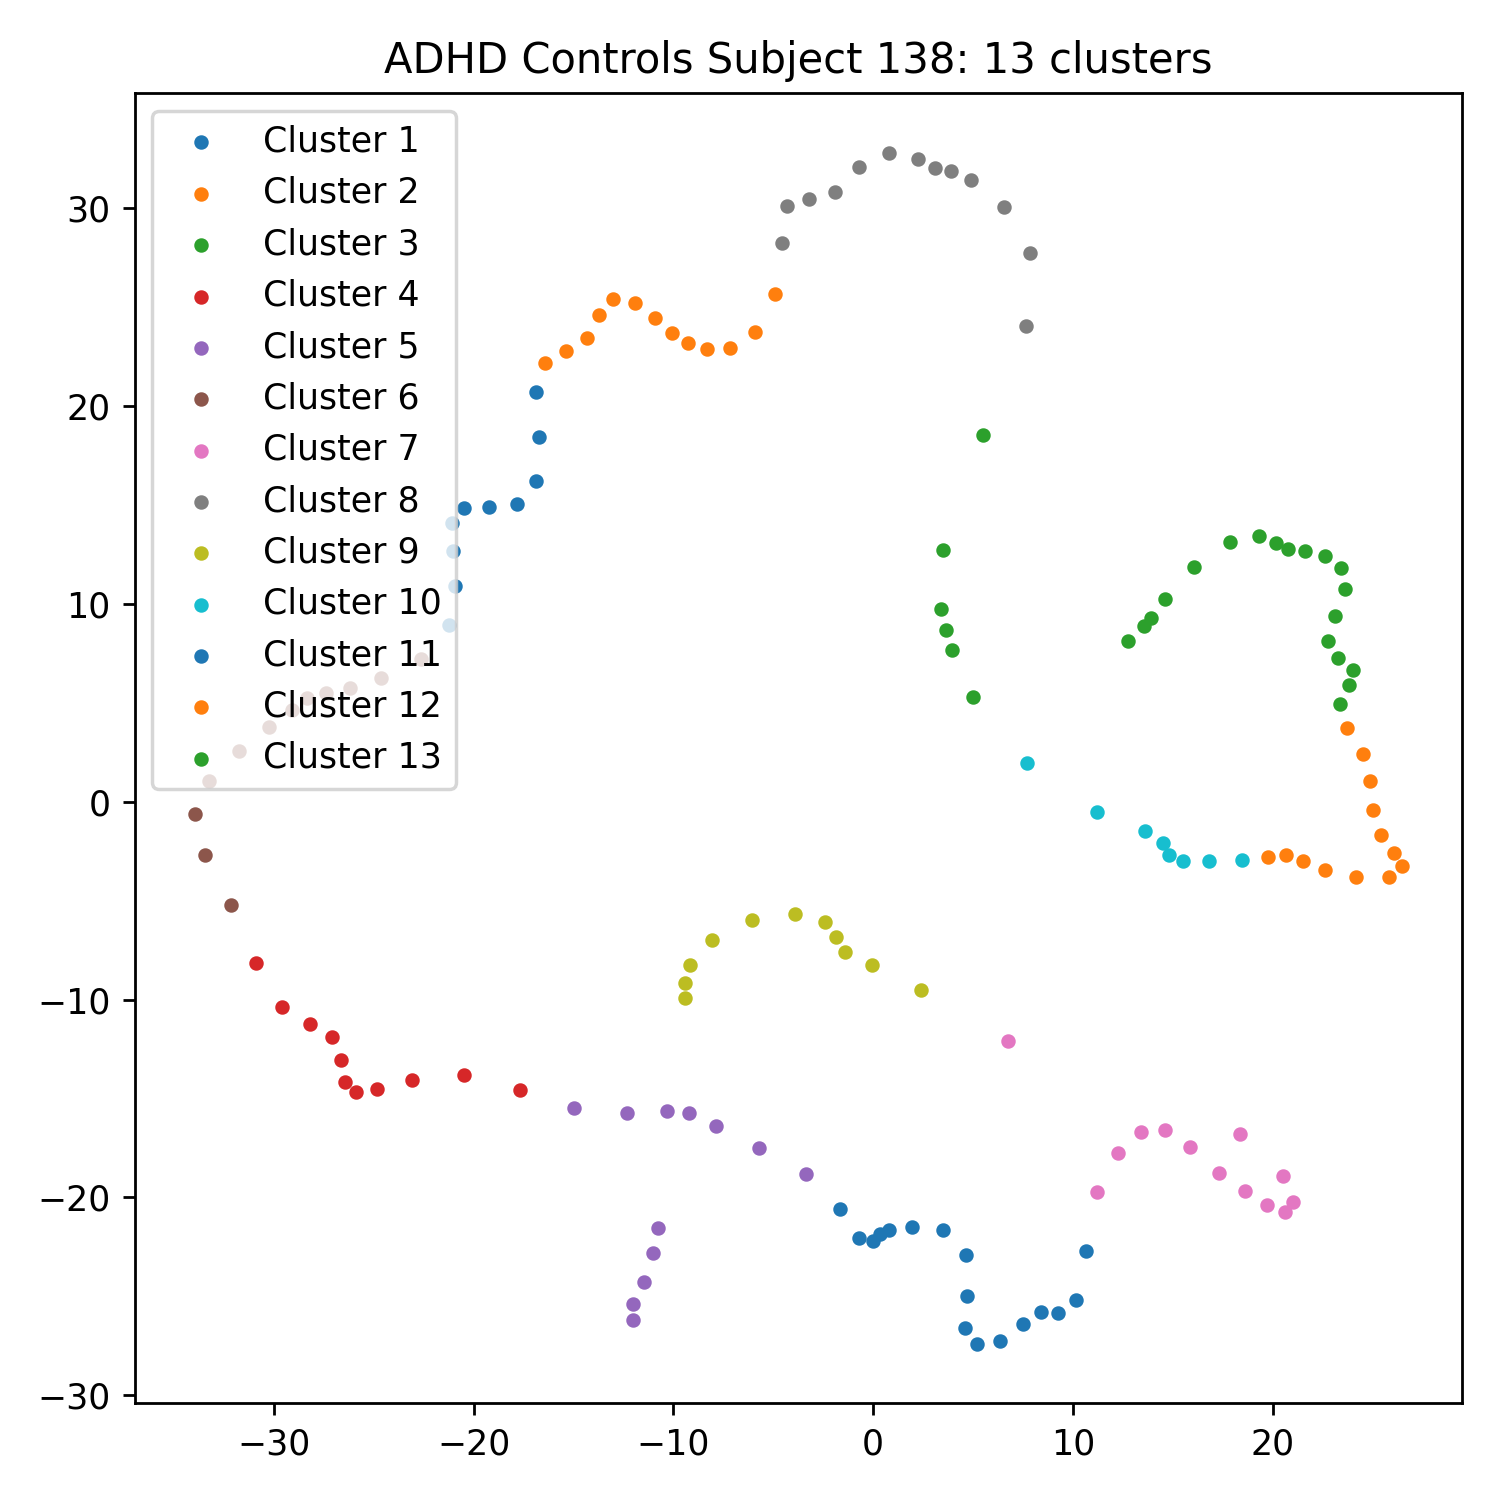 ADHD Controls Subject 138: 13 clusters
Cluster 1
Cluster 2
Cluster 3
Cluster 4
Cluster 5
Cluster 6
Cluster 7
Cluster 8
Cluster 9
Cluster 10
Cluster 11
Cluster 12
Cluster 13
30
20
10
0
−10
−20
−30
−30 −20 −10 0 10 20